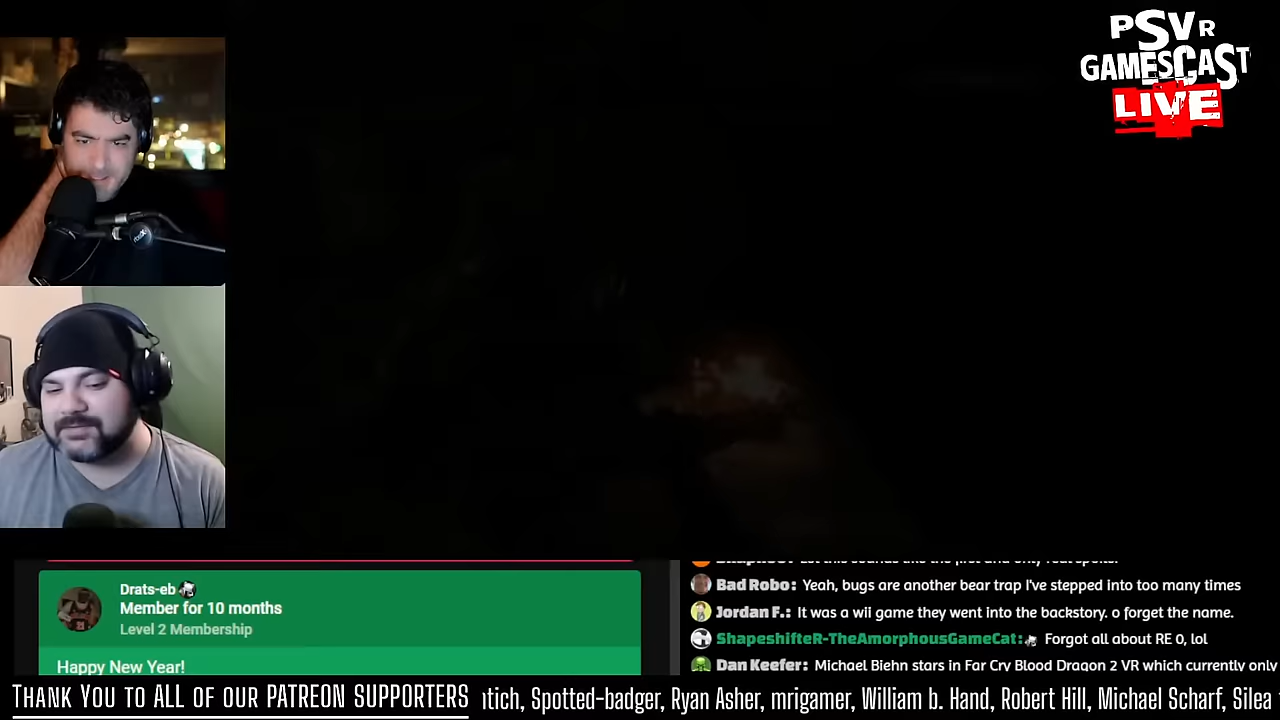 PSVR
GAMESCAST
LIVE
Drats-eb
Member for 10 months
Level 2 Membership
Happy New Year!
Bad Robo: Yeah, bugs are another bear trap I've stepped into too many times
Jordan F.: It was a wii game they went into the backstory. o forget the name.
ShapeshifteR-TheAmorphousGameCat: Forgot all about RE 0, lol
Dan Keefer: Michael Biehn stars in Far Cry Blood Dragon 2 VR which currently only
THANK YOU TO ALL OF OUR PATREON SUPPORTERS
ıtich, Spotted-badger, Ryan Asher, mrigamer, William b. Hand, Robert Hill, Michael Scharf, Silea